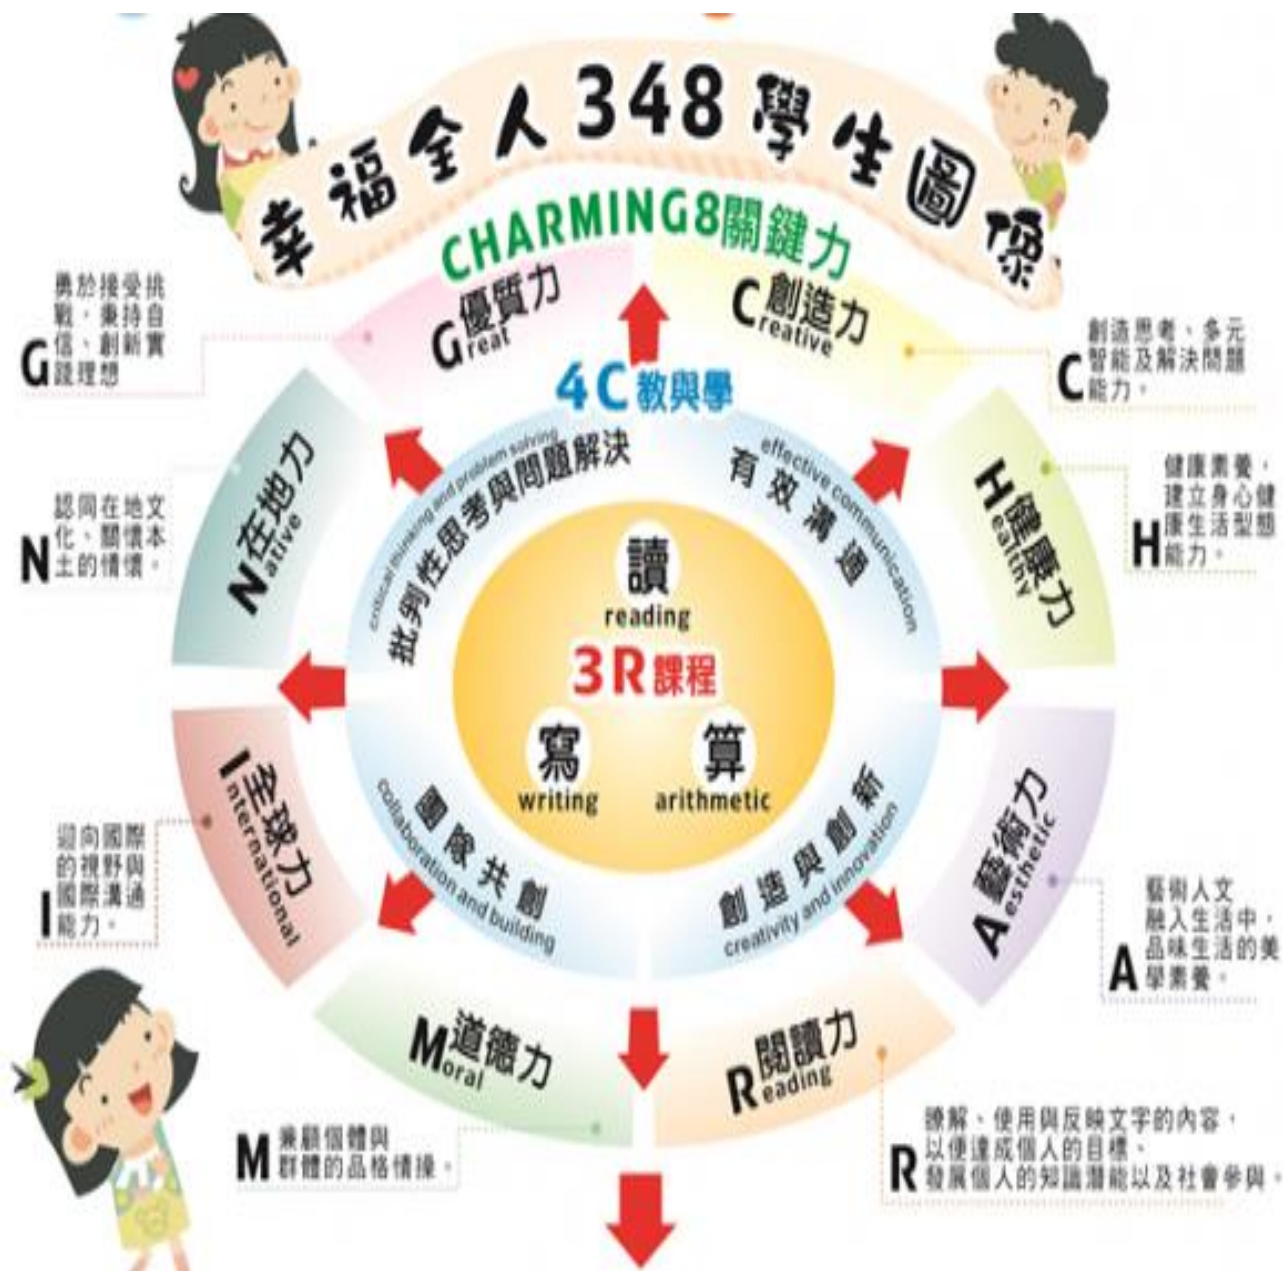 幸福全人348學生圖像
CHARMING8關鍵力
G優質力
Great
C創造力
Creative
勇於接受挑
戰，秉持自
信、創新實
踐理想
G
創造思考、多元
智能及解決問題
能力。
C
4C教與學
critical thinking and problem solving
批判性思考與問題解決
effective communication
有效溝通
N在地力
Native
H健康力
Healthy
認同在地文
化、關懷本
土的情懷。
N
健康素養，
建立身心健
康生活型態
能力。
H
讀
reading
3R課程
寫
writing
算
arithmetic
I全球力
International
A藝術力
Aesthetic
團隊共創
collaboration and building
創造與創新
creativity and innovation
迎向國際
的視野與
國際溝通
能力。
I
藝術人文
融入生活中，
品味生活的美
學素養。
A
M道德力
Moral
R閱讀力
Reading
M
兼顧個體與
群體的品格情操。
R
瞭解、使用與反映文字的內容，
以便達成個人的目標、
發展個人的知識潛能以及社會參與。